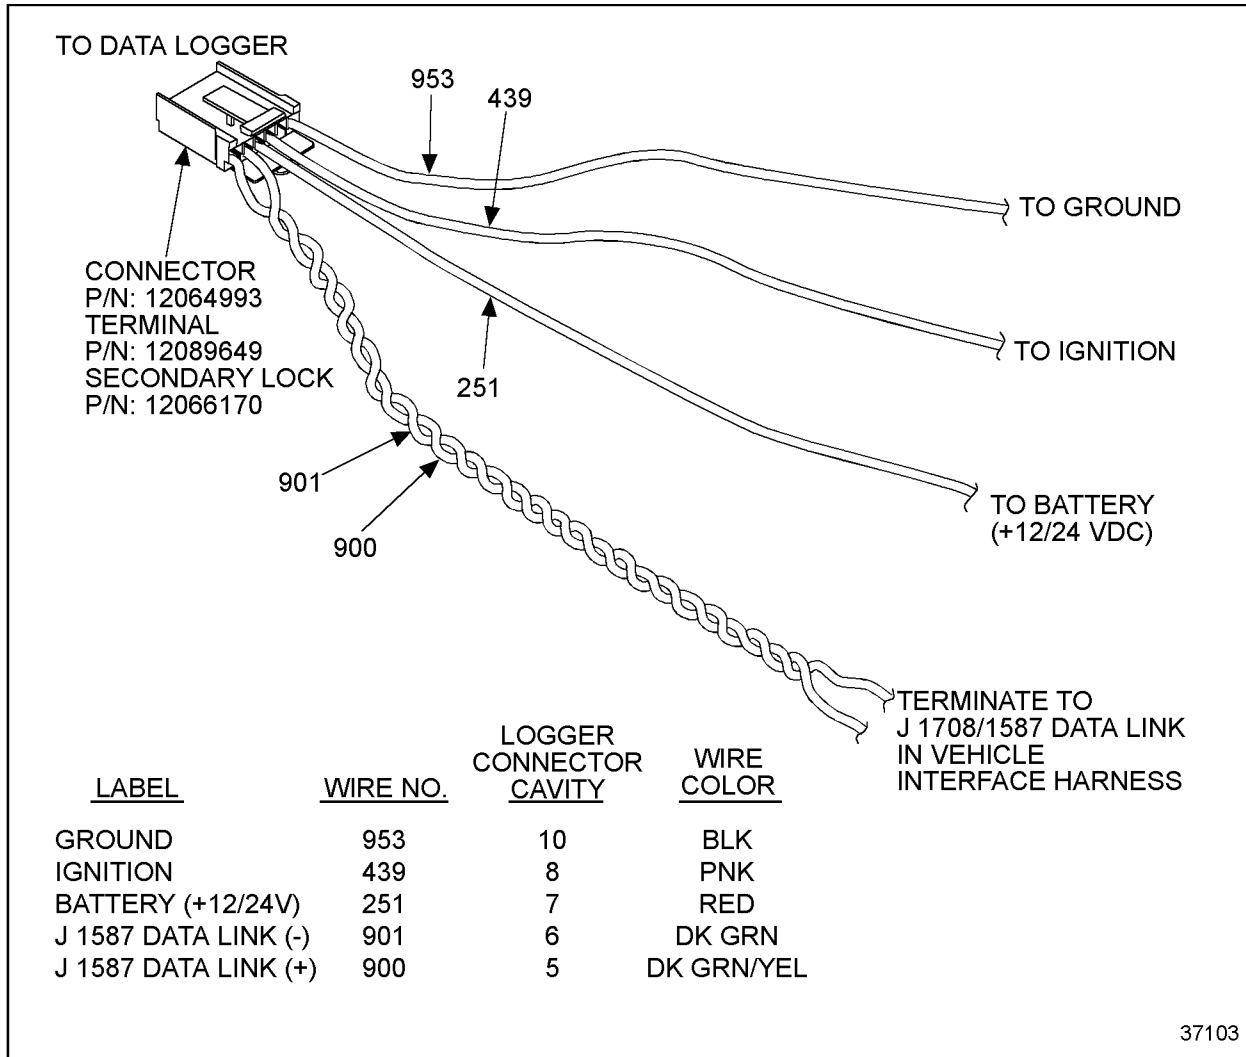 TO DATA LOGGER
953
439
TO GROUND
CONNECTOR
P/N: 12064993
TERMINAL
P/N: 12089649
SECONDARY LOCK
P/N: 12066170
TO IGNITION
251
901
900
TO BATTERY
(+12/24 VDC)
TERMINATE TO
J 1708/1587 DATA LINK
IN VEHICLE
INTERFACE HARNESS
LABEL WIRE NO. LOGGER CONNECTOR CAVITY WIRE COLOR
GROUND 953 10 BLK
IGNITION 439 8 PNK
BATTERY (+12/24V) 251 7 RED
J 1587 DATA LINK (-) 901 6 DK GRN
J 1587 DATA LINK (+) 900 5 DK GRN/YEL
37103